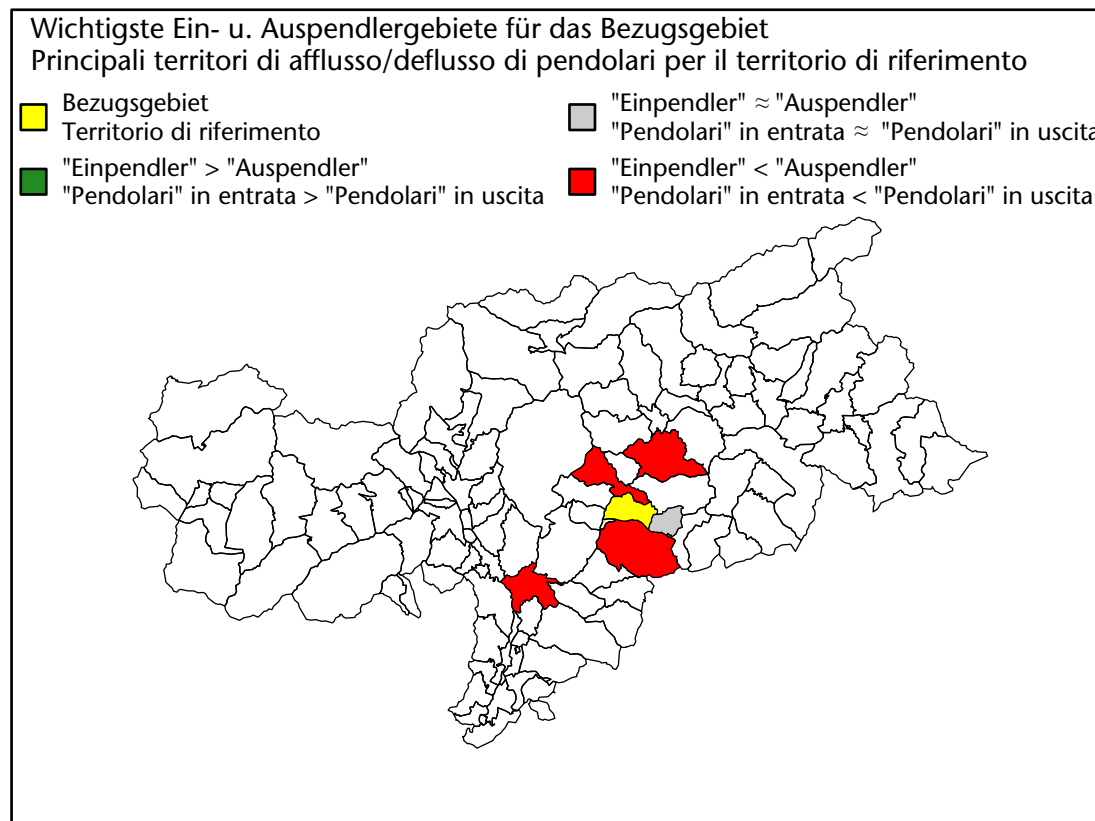 Wichtigste Ein- u. Auspendlergebiete für das Bezugsgebiet
Principali territori di afflusso/deflusso di pendolari per il territorio di riferimento
Bezugsgebiet
Territorio di riferimento
"Einpendler" > "Auspendler"
"Pendolari" in entrata > "Pendolari" in uscita
"Einpendler" ≈ "Auspendler"
"Pendolari" in entrata ≈ "Pendolari" in uscita
"Einpendler" < "Auspendler"
"Pendolari" in entrata < "Pendolari" in uscita